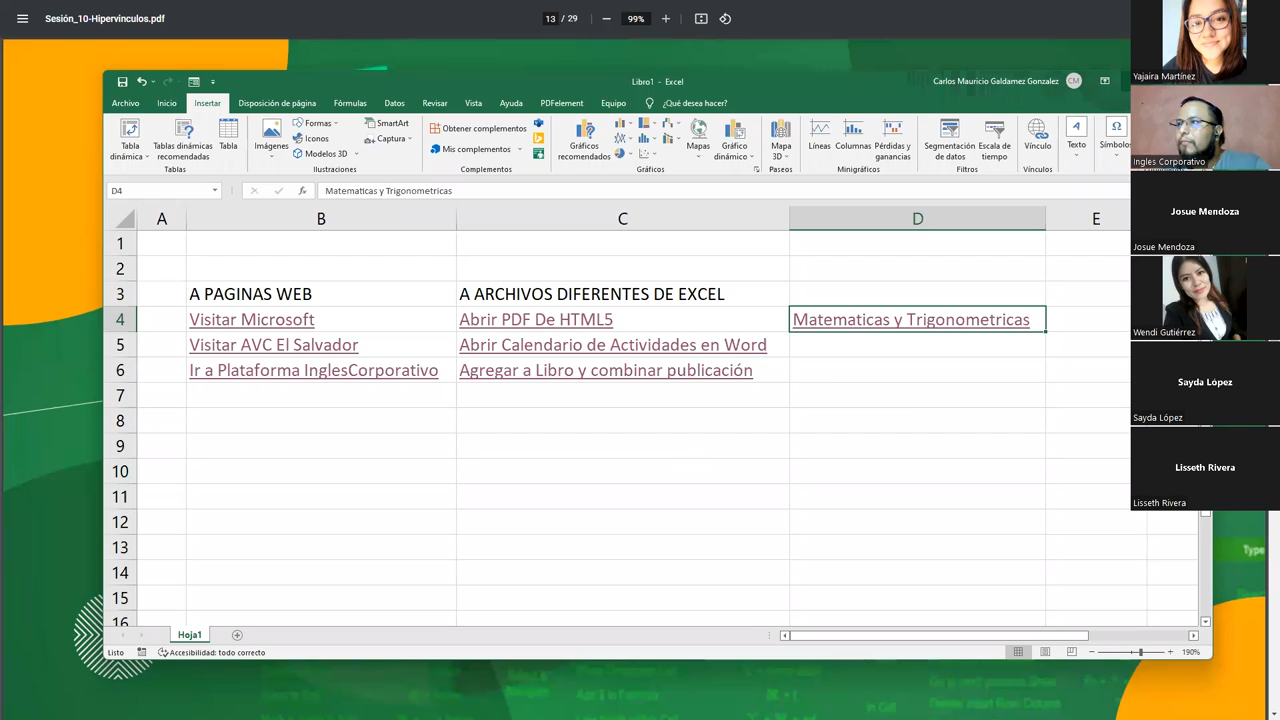 Sesión_10-Hipervinculos.pdf
13 / 29
99%
Libro1 - Excel
Carlos Mauricio Galdamez Gonzalez
CM
Archivo
Inicio
Insertar
Disposición de página
Fórmulas
Datos
Revisar
Vista
Ayuda
PDFelement
Equipo
¿Qué desea hacer?
Tabla dinámica
Tablas dinámicas recomendadas
Tabla
Tablas
Imágenes
Formas
Iconos
Modelos 3D
SmartArt
Captura
Ilustraciones
Obtener complementos
Mis complementos
Complementos
Gráficos recomendados
Mapas
Gráfico dinámico
Gráficos
Mapa 3D
Paseos
Líneas
Columnas
Pérdidas y ganancias
Minigráficos
Segmentación de datos
Escala de tiempo
Filtros
Vínculo
Vínculos
Texto
Símbolos
D4
fx
Matematicas y Trigonometricas
A B C D E
1
2
3 A PAGINAS WEB A ARCHIVOS DIFERENTES DE EXCEL
4 Visitar Microsoft Abrir PDF De HTML5 Matematicas y Trigonometricas
5 Visitar AVC El Salvador Abrir Calendario de Actividades en Word
6 Ir a Plataforma InglesCorporativo Agregar a Libro y combinar publicación
7
8
9
10
11
12
13
14
15
16
Hoja1
Listo
Accesibilidad: todo correcto
190%
Yajaira Martínez
Ingles Corporativo
Josue Mendoza
Josue Mendoza
Wendi Gutiérrez
Sayda López
Sayda López
Lisseth Rivera
Lisseth Rivera
Type